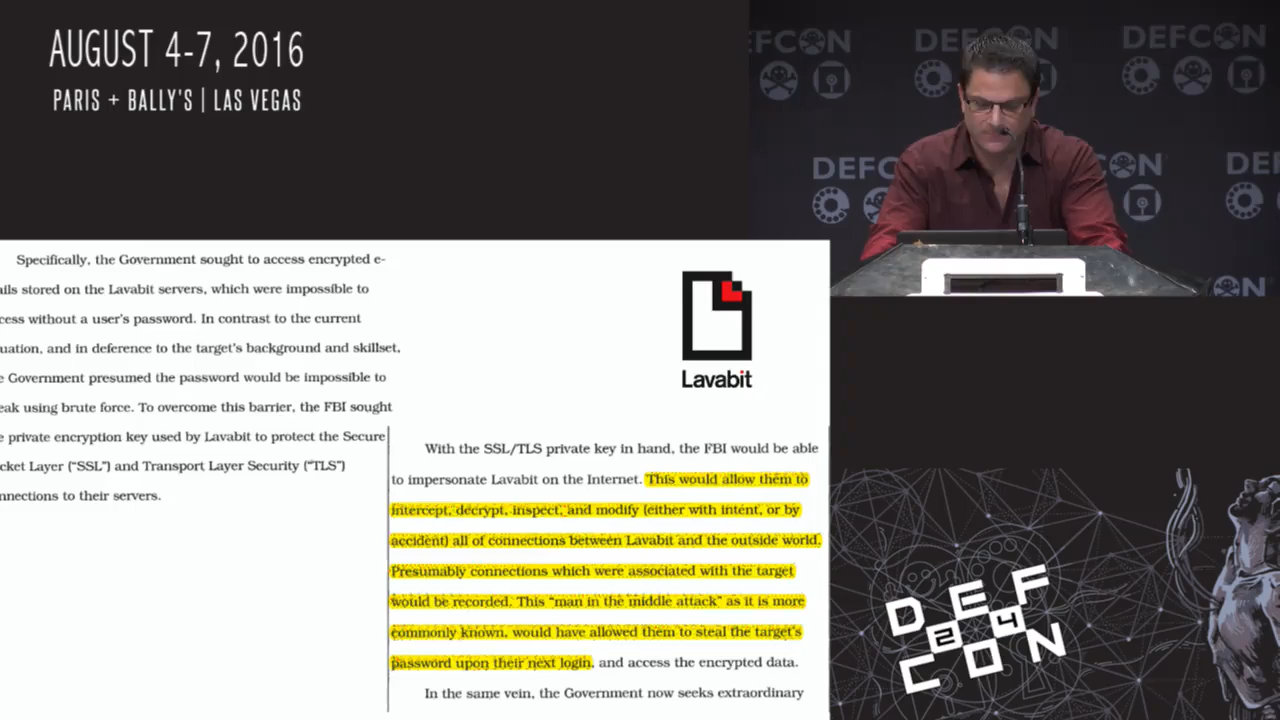 AUGUST 4-7, 2016
PARIS + BALLY'S | LAS VEGAS
DEFCON
DEFCON
DEFCON
Specifically, the Government sought to access encrypted e-
ails stored on the Lavabit servers, which were impossible to
cess without a user's password. In contrast to the current
uation, and in deference to the target's background and skillset,
e Government presumed the password would be impossible to
eak using brute force. To overcome this barrier, the FBI sought
e private encryption key used by Lavabit to protect the Secure
cket Layer ("SSL") and Transport Layer Security ("TLS")
nnections to their servers.
Lavabit
With the SSL/TLS private key in hand, the FBI would be able
to impersonate Lavabit on the Internet. This would allow them to
intercept, decrypt, inspect, and modify (either with intent, or by
accident) all of connections between Lavabit and the outside world.
Presumably connections which were associated with the target
would be recorded. This "man in the middle attack" as it is more
commonly known, would have allowed them to steal the target's
password upon their next login, and access the encrypted data.
In the same vein, the Government now seeks extraordinary
DEF
24
CON